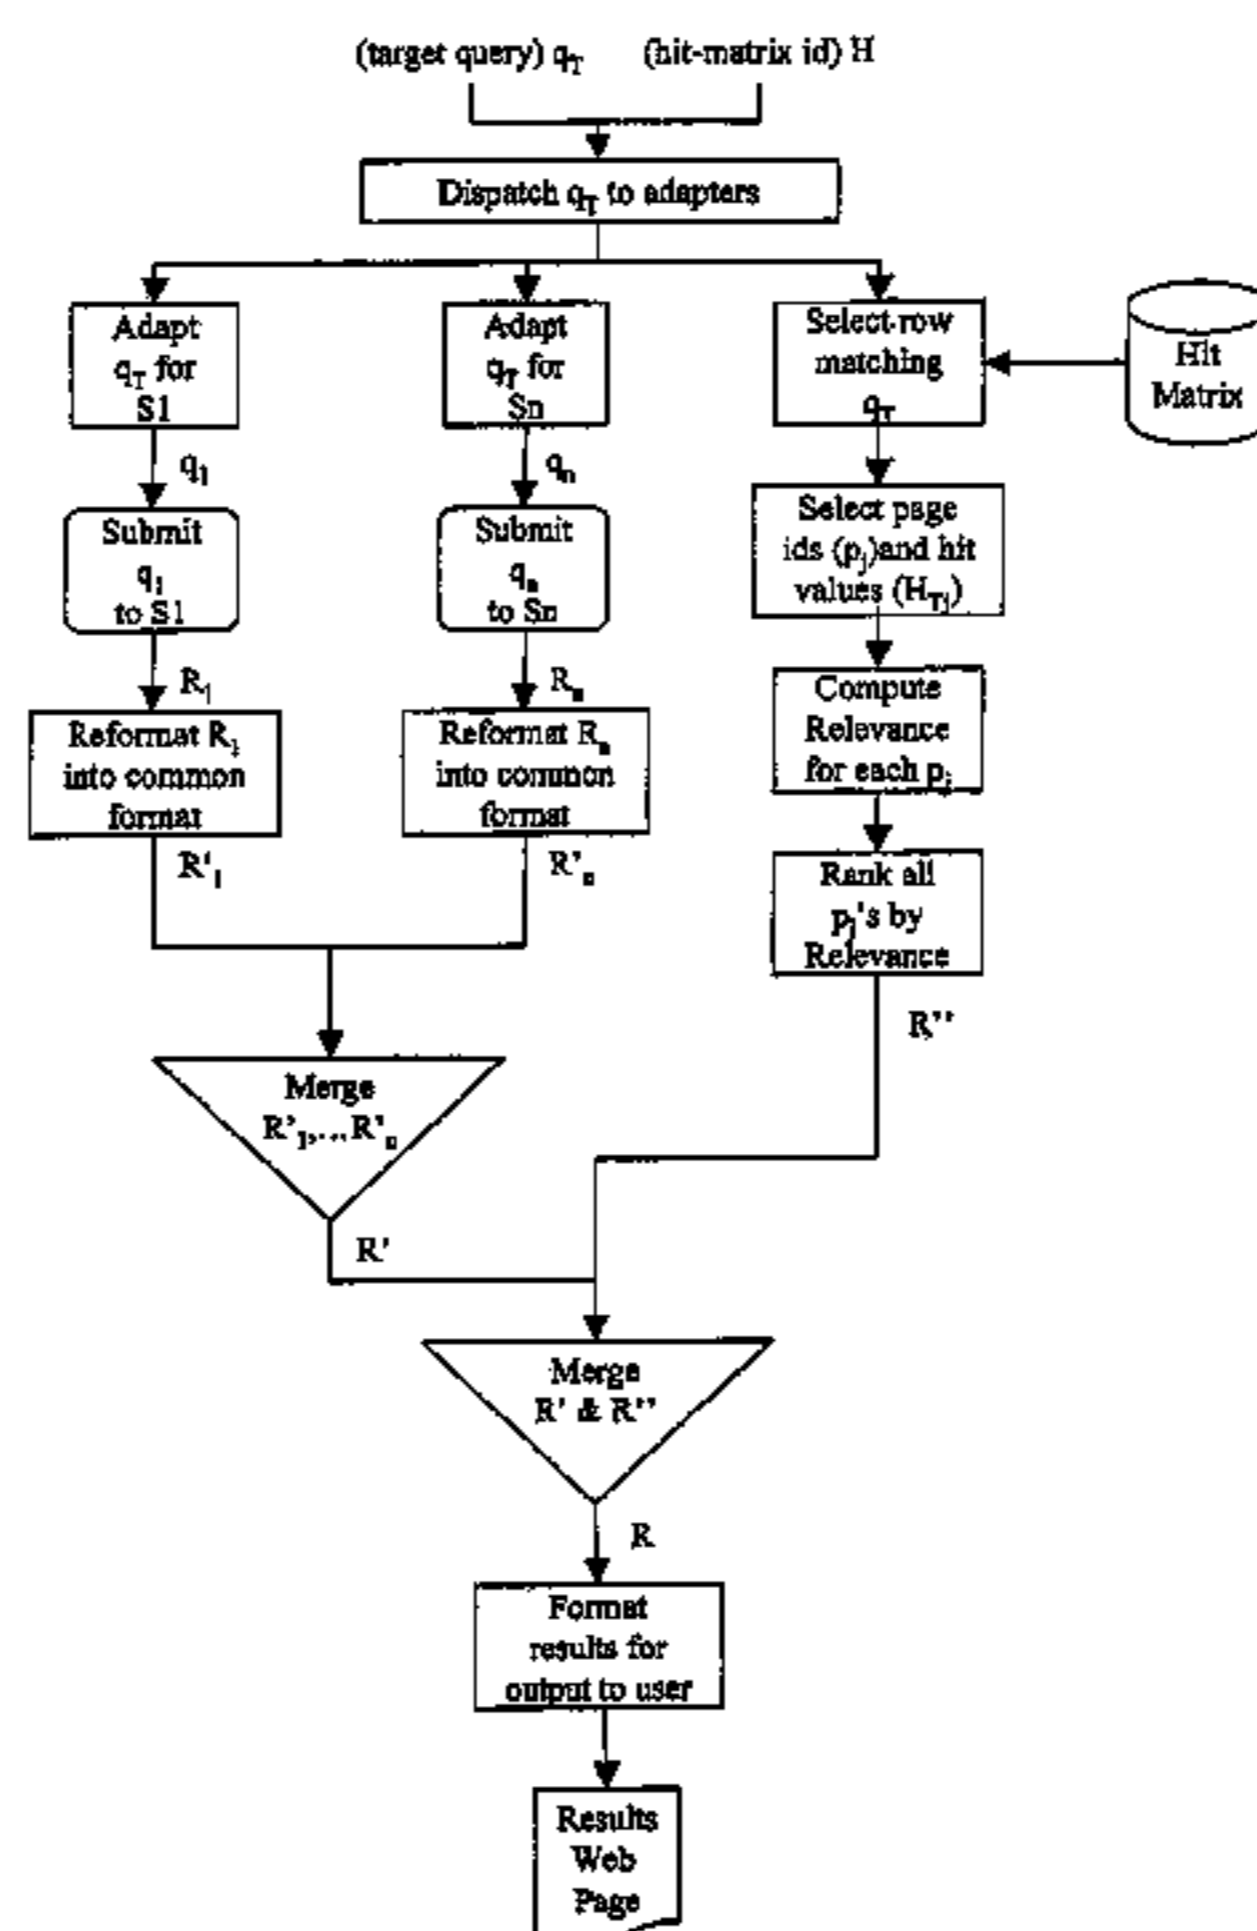 (target query) qT (hit-matrix id) H
Dispatch qT to adapters
Adapt
qT for
S1
Adapt
qT for
Sn
Select row
matching
qT
Hit
Matrix
q1
qn
Submit
q1
to S1
Submit
qn
to Sn
Select page
ids (pj)and hit
values (HTj)
R1
Rn
Reformat R1
into common
format
Reformat Rn
into common
format
Compute
Relevance
for each pj
R'1
R'n
Rank all
pj's by
Relevance
R''
Merge
R'1,...R'n
R'
Merge
R' & R''
R
Format
results for
output to user
Results
Web
Page